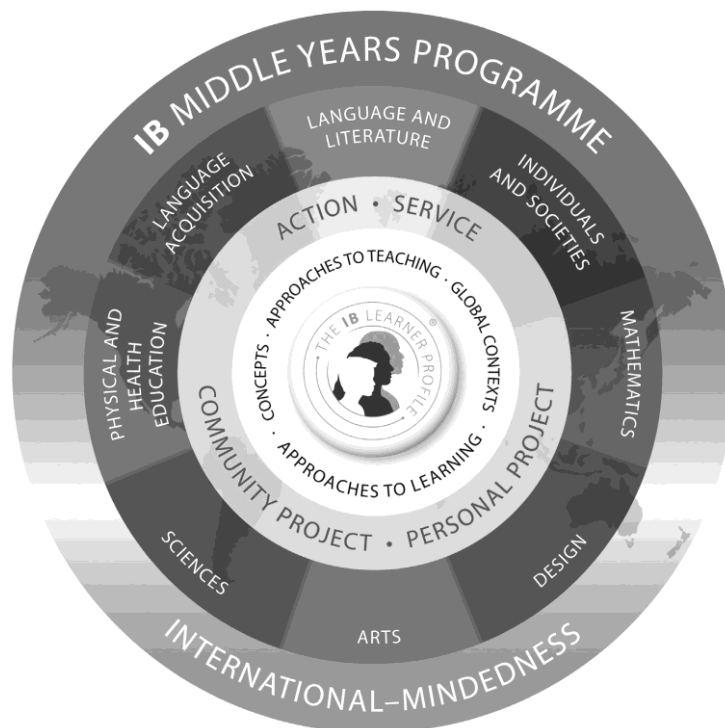 IB MIDDLE YEARS PROGRAMME
LANGUAGE AND
LITERATURE
INDIVIDUALS
AND SOCIETIES
MATHEMATICS
DESIGN
ARTS
SCIENCES
PHYSICAL AND
HEALTH
EDUCATION
LANGUAGE
ACQUISITION
ACTION • SERVICE
PERSONAL PROJECT •
COMMUNITY PROJECT
APPROACHES TO TEACHING · GLOBAL CONTEXTS ·
APPROACHES TO LEARNING · CONCEPTS ·
• THE IB LEARNER PROFILE •
®
INTERNATIONAL–MINDEDNESS